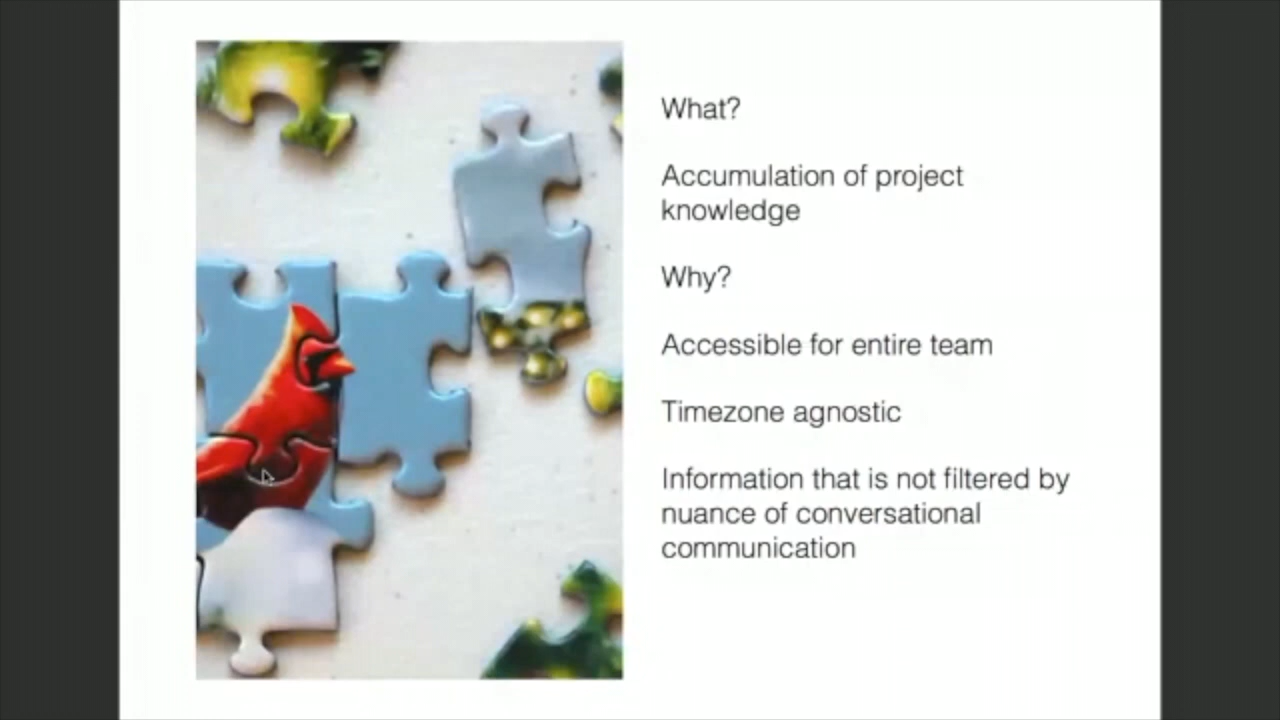 What?
Accumulation of project
knowledge
Why?
Accessible for entire team
Timezone agnostic
Information that is not filtered by
nuance of conversational
communication